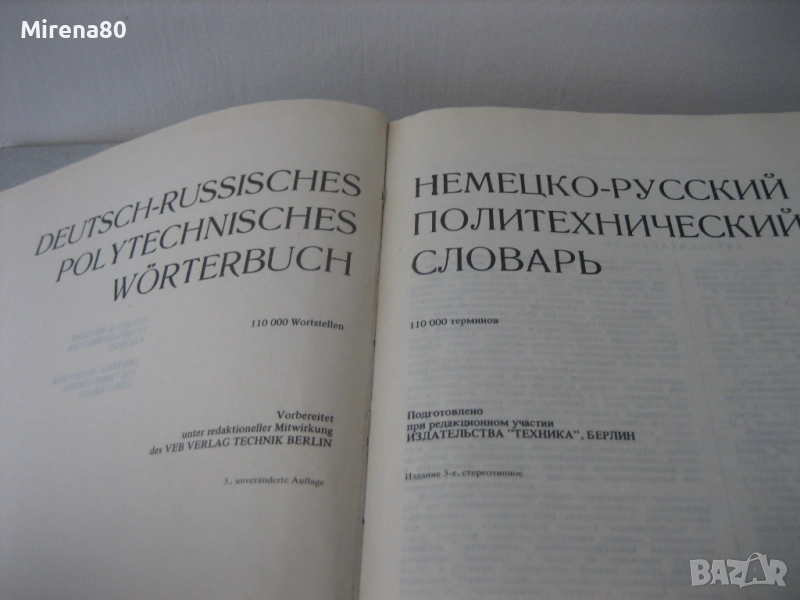 Mirena80
DEUTSCH-RUSSISCHES
POLYTECHNISCHES
WÖRTERBUCH
110 000 Wortstellen
Vorbereitet
unter redaktioneller Mitwirkung
des VEB VERLAG TECHNIK BERLIN
3., unveränderte Auflage
НЕМЕЦКО-РУССКИЙ
ПОЛИТЕХНИЧЕСКИЙ
СЛОВАРЬ
110 000 терминов
Подготовлено
при редакционном участии
ИЗДАТЕЛЬСТВА "ТЕХНИКА", БЕРЛИН
Издание 3-е, стереотипное
BAZAR